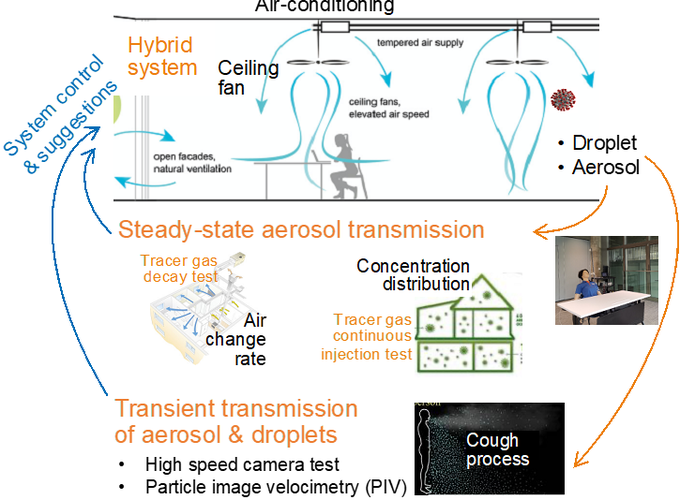 Air-conditioning
tempered air supply
Hybrid
system
Ceiling
fan
ceiling fans,
elevated air speed
open facades,
natural ventilation
System control
& suggestions
• Droplet
• Aerosol
Steady-state aerosol transmission
Tracer gas
decay test
Air
change
rate
Concentration
distribution
Tracer gas
continuous
injection test
Transient transmission
of aerosol & droplets
• High speed camera test
• Particle image velocimetry (PIV)
Cough
process